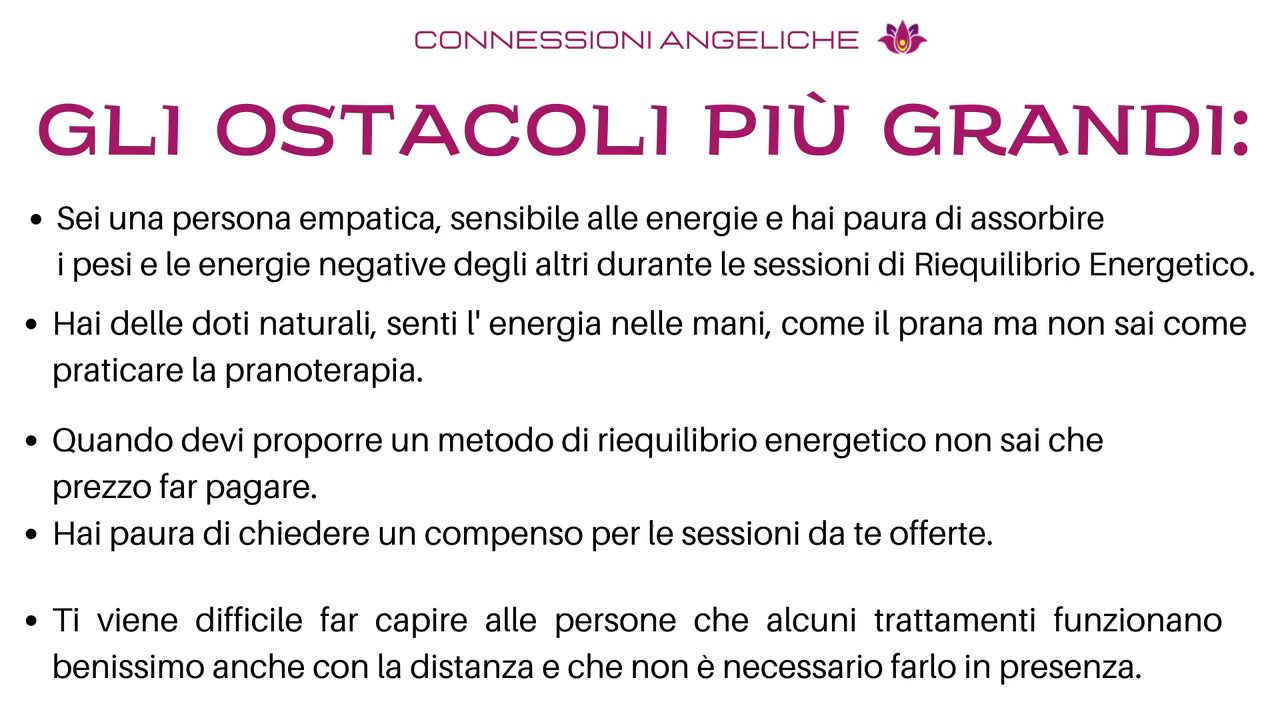 CONNESSIONI ANGELICHE
GLI OSTACOLI PIÙ GRANDI:
• Sei una persona empatica, sensibile alle energie e hai paura di assorbire
i pesi e le energie negative degli altri durante le sessioni di Riequilibrio Energetico.
• Hai delle doti naturali, senti l' energia nelle mani, come il prana ma non sai come
praticare la pranoterapia.
• Quando devi proporre un metodo di riequilibrio energetico non sai che
prezzo far pagare.
• Hai paura di chiedere un compenso per le sessioni da te offerte.
• Ti viene difficile far capire alle persone che alcuni trattamenti funzionano
benissimo anche con la distanza e che non è necessario farlo in presenza.